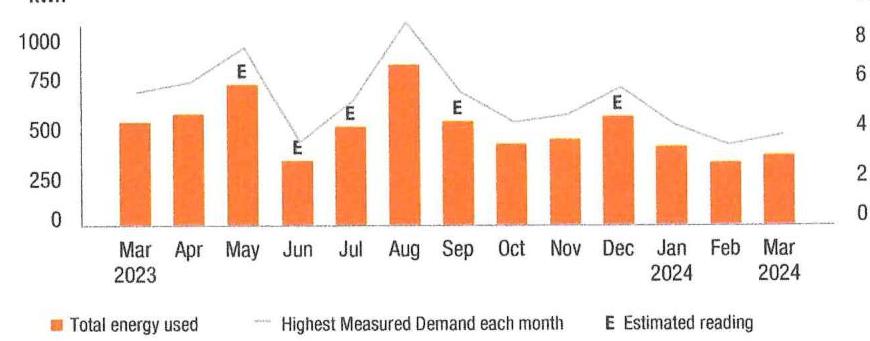 1000
750
500
250
0
8
6
4
2
0
E
E
E
E
E
Mar Apr May Jun Jul Aug Sep Oct Nov Dec Jan Feb Mar
2023 2024 2024
Total energy used Highest Measured Demand each month E Estimated reading